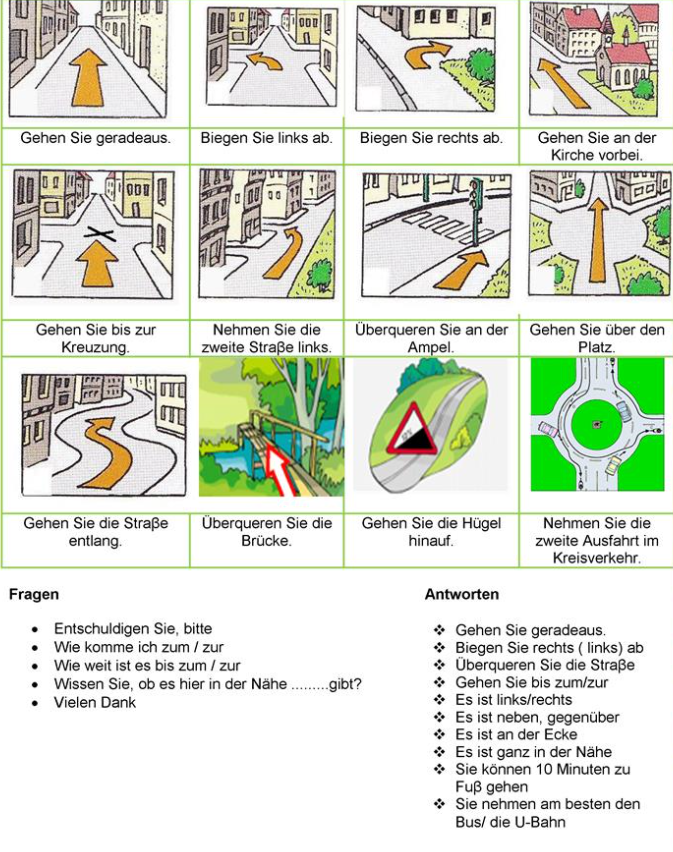 Gehen Sie geradeaus.
Biegen Sie links ab.
Biegen Sie rechts ab.
Gehen Sie an der
Kirche vorbei.
Gehen Sie bis zur
Kreuzung.
Nehmen Sie die
zweite Straße links.
Überqueren Sie an der
Ampel.
Gehen Sie über den
Platz.
Gehen Sie die Straβe
entlang.
Überqueren Sie die
Brücke.
Gehen Sie die Hügel
hinauf.
Nehmen Sie die
zweite Ausfahrt im
Kreisverkehr.
Fragen
• Entschuldigen Sie, bitte
• Wie komme ich zum / zur
• Wie weit ist es bis zum / zur
• Wissen Sie, ob es hier in der Nähe .........gibt?
• Vielen Dank
Antworten
❖ Gehen Sie geradeaus.
❖ Biegen Sie rechts ( links) ab
❖ Überqueren Sie die Straβe
❖ Gehen Sie bis zum/zur
❖ Es ist links/rechts
❖ Es ist neben, gegenüber
❖ Es ist an der Ecke
❖ Es ist ganz in der Nähe
❖ Sie können 10 Minuten zu
Fuβ gehen
❖ Sie nehmen am besten den
Bus/ die U-Bahn